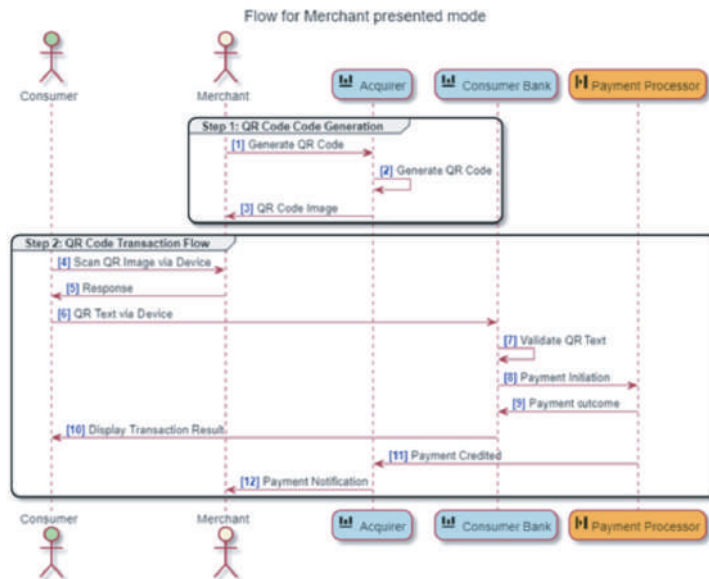 Flow for Merchant presented mode
Consumer
Merchant
Acquirer
Consumer Bank
Payment Processor
Step 1: QR Code Code Generation
[1] Generate QR Code
[2] Generate QR Code
[3] QR Code Image
Step 2: QR Code Transaction Flow
[4] Scan QR Image via Device
[5] Response
[6] QR Text via Device
[7] Validate QR Text
[8] Payment Initiation
[9] Payment outcome
[10] Display Transaction Result
[11] Payment Credited
[12] Payment Notification
Consumer
Merchant
Acquirer
Consumer Bank
Payment Processor